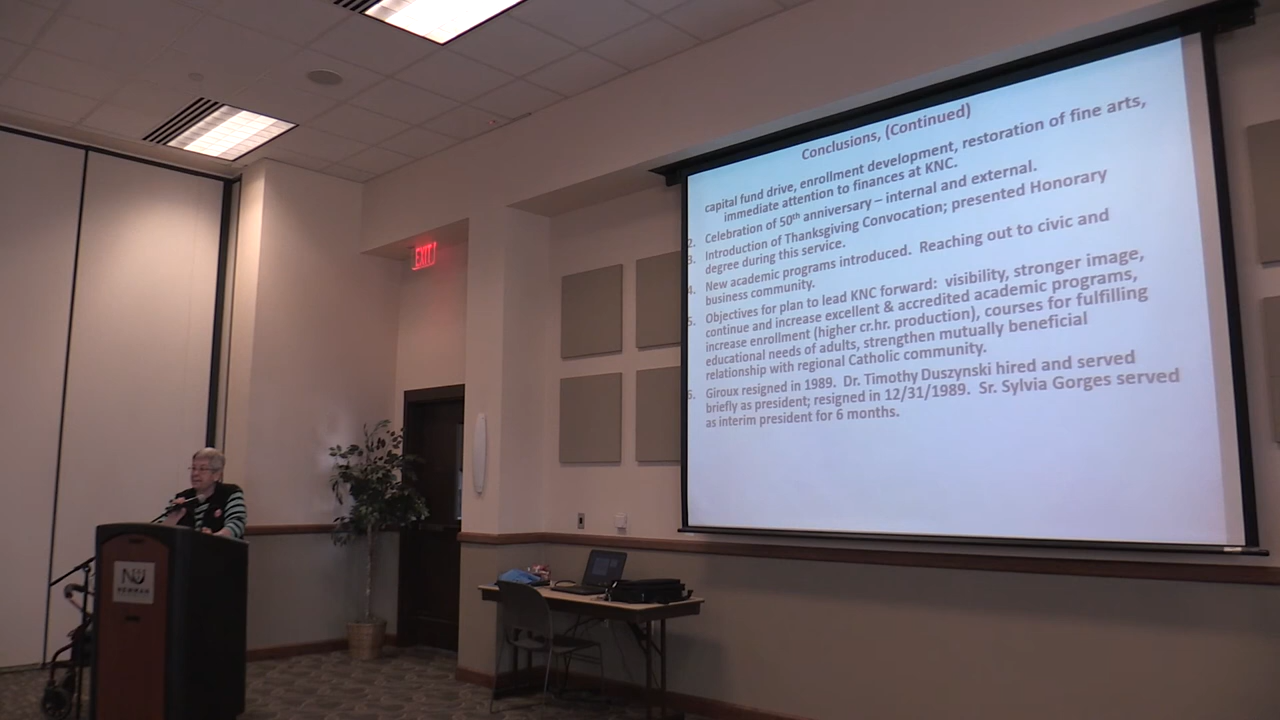 Conclusions, (Continued)
capital fund drive, enrollment development, restoration of fine arts,
immediate attention to finances at KNC.
2. Celebration of 50th anniversary – internal and external.
3. Introduction of Thanksgiving Convocation; presented Honorary
degree during this service.
4. New academic programs introduced. Reaching out to civic and
business community.
5. Objectives for plan to lead KNC forward: visibility, stronger image,
continue and increase excellent & accredited academic programs,
increase enrollment (higher cr.hr. production), courses for fulfilling
educational needs of adults, strengthen mutually beneficial
relationship with regional Catholic community.
6. Giroux resigned in 1989. Dr. Timothy Duszynski hired and served
briefly as president; resigned in 12/31/1989. Sr. Sylvia Gorges served
as interim president for 6 months.
EXIT
NU
NEWMAN